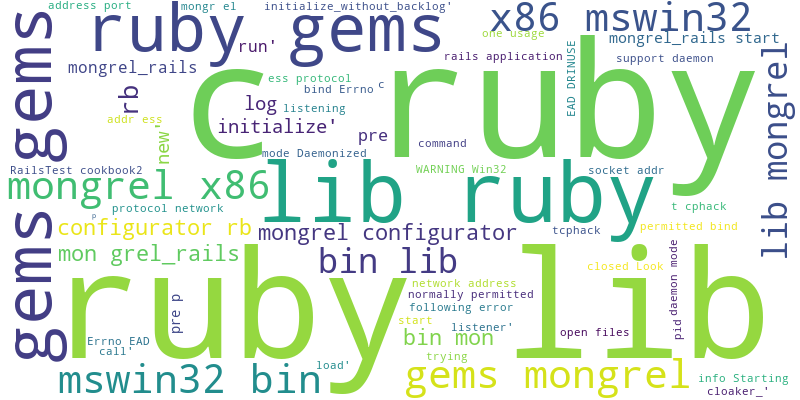 address port
mongr el
initialize_without_backlog'
x86 mswin32
ruby gems
one usage
run'
mongrel_rails start
gems
mongrel_rails
rails application
EAD DRINUSE
support daemon
lib mongrel
ess protocol
c ruby
rb
bind Errno
c
log
listening
addr ess
initialize'
pre
command
new'
mode Daemonized
RailsTest cookbook2
WARNING Win32
socket addr
mongrel x86
lib ruby
protocol network
t cphack
p
gems
configurator rb
mongrel configurator
tcphack
permitted bind
mon grel_rails
bin lib
daemon mode
closed Look
ruby lib
network address
normally permitted
pre p
following error
start
listener'
open files
pid
Errno EAD
bin mon
call'
trying
load'
mswin32 bin
gems mongrel
info Starting
cloaker_'